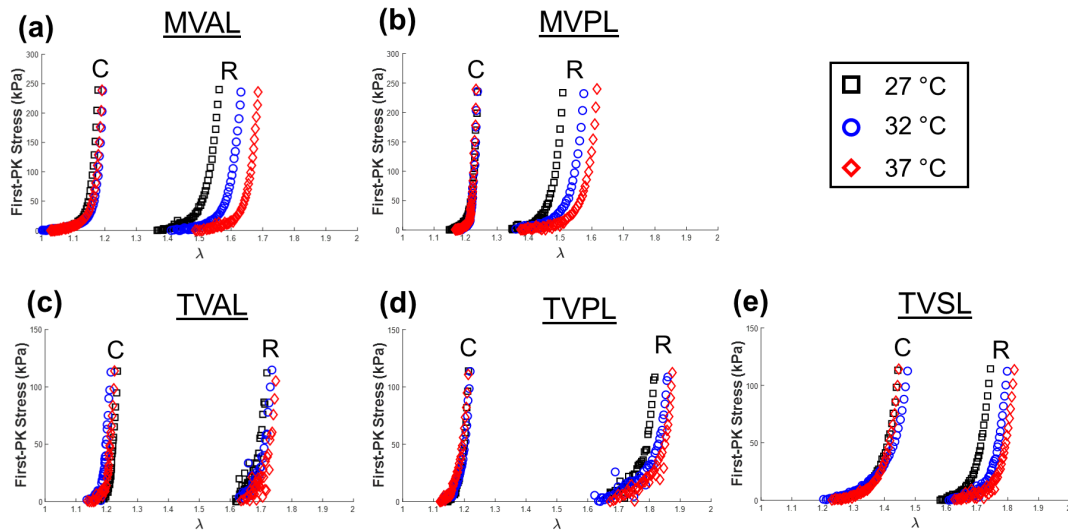 (a) MVAL
(b) MVPL
27 °C
32 °C
37 °C
C R
First-PK Stress (kPa)
300
250
200
150
100
50
0
1 1.1 1.2 1.3 1.4 1.5 1.6 1.7 1.8 1.9 2
λ
C R
First-PK Stress (kPa)
300
250
200
150
100
50
0
1 1.1 1.2 1.3 1.4 1.5 1.6 1.7 1.8 1.9 2
λ
(c) TVAL
C R
First-PK Stress (kPa)
150
100
50
0
1 1.1 1.2 1.3 1.4 1.5 1.6 1.7 1.8 1.9 2
λ
(d) TVPL
C R
First-PK Stress (kPa)
150
100
50
0
1 1.1 1.2 1.3 1.4 1.5 1.6 1.7 1.8 1.9 2
λ
(e) TVSL
C R
First-PK Stress (kPa)
150
100
50
0
1 1.1 1.2 1.3 1.4 1.5 1.6 1.7 1.8 1.9 2
λ